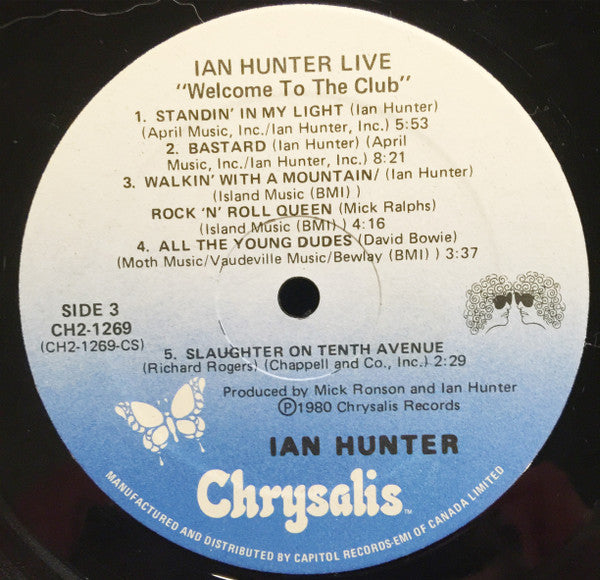 IAN HUNTER LIVE
"Welcome To The Club"
1. STANDIN' IN MY LIGHT (Ian Hunter)
(April Music, Inc./Ian Hunter, Inc.) 5:53
2. BASTARD (Ian Hunter) (April
Music, Inc./Ian Hunter, Inc.) 8:21
3. WALKIN' WITH A MOUNTAIN/ (Ian Hunter)
(Island Music (BMI) )
ROCK 'N' ROLL QUEEN (Mick Ralphs)
(Island Music (BMI) ) 4:16
4. ALL THE YOUNG DUDES (David Bowie)
(Moth Music/Vaudeville Music/Bewlay (BMI) ) 3:37
SIDE 3
CH2-1269
(CH2-1269-CS)
5. SLAUGHTER ON TENTH AVENUE
(Richard Rogers) (Chappell and Co., Inc.) 2:29
Produced by Mick Ronson and Ian Hunter
Ⓟ1980 Chrysalis Records
IAN HUNTER
Chrysalis™
MANUFACTURED AND DISTRIBUTED BY CAPITOL RECORDS-EMI OF CANADA LIMITED